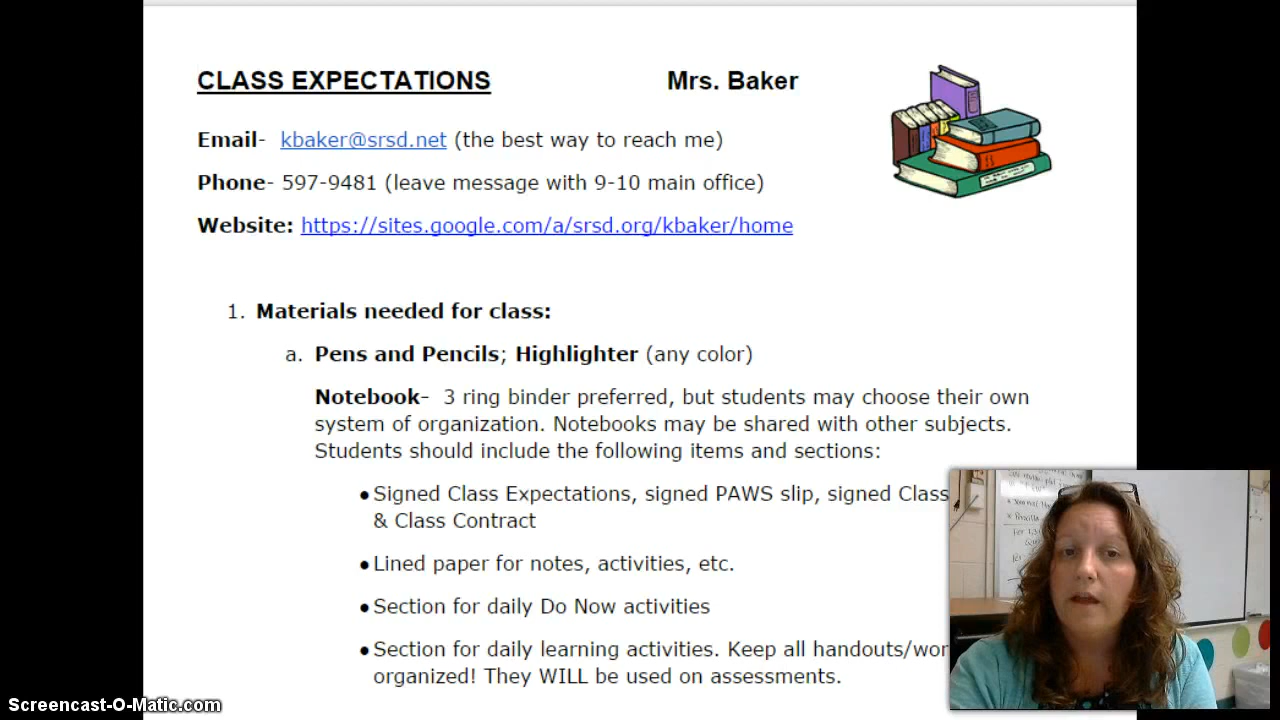 CLASS EXPECTATIONS Mrs. Baker
Email- kbaker@srsd.net (the best way to reach me)
Phone- 597-9481 (leave message with 9-10 main office)
Website: https://sites.google.com/a/srsd.org/kbaker/home
1. Materials needed for class:
a. Pens and Pencils; Highlighter (any color)
Notebook- 3 ring binder preferred, but students may choose their own
system of organization. Notebooks may be shared with other subjects.
Students should include the following items and sections:
● Signed Class Expectations, signed PAWS slip, signed Class
& Class Contract
● Lined paper for notes, activities, etc.
● Section for daily Do Now activities
● Section for daily learning activities. Keep all handouts/wor
organized! They WILL be used on assessments.
Screencast-O-Matic.com